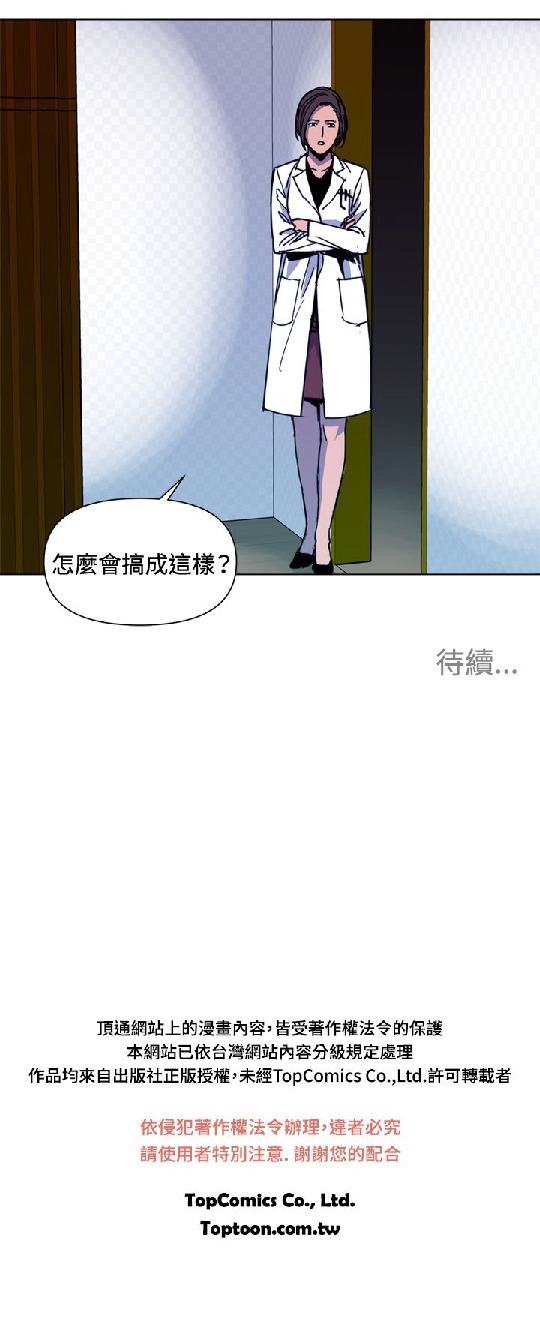 怎麼會搞成這樣？
待續...
頂通網站上的漫畫內容，皆受著作權法令的保護
本網站已依台灣網站內容分級規定處理
作品均來自出版社正版授權，未經TopComics Co.,Ltd.許可轉載者
依侵犯著作權法令辦理，違者必究
請使用者特別注意. 謝謝您的配合
TopComics Co., Ltd.
Toptoon.com.tw